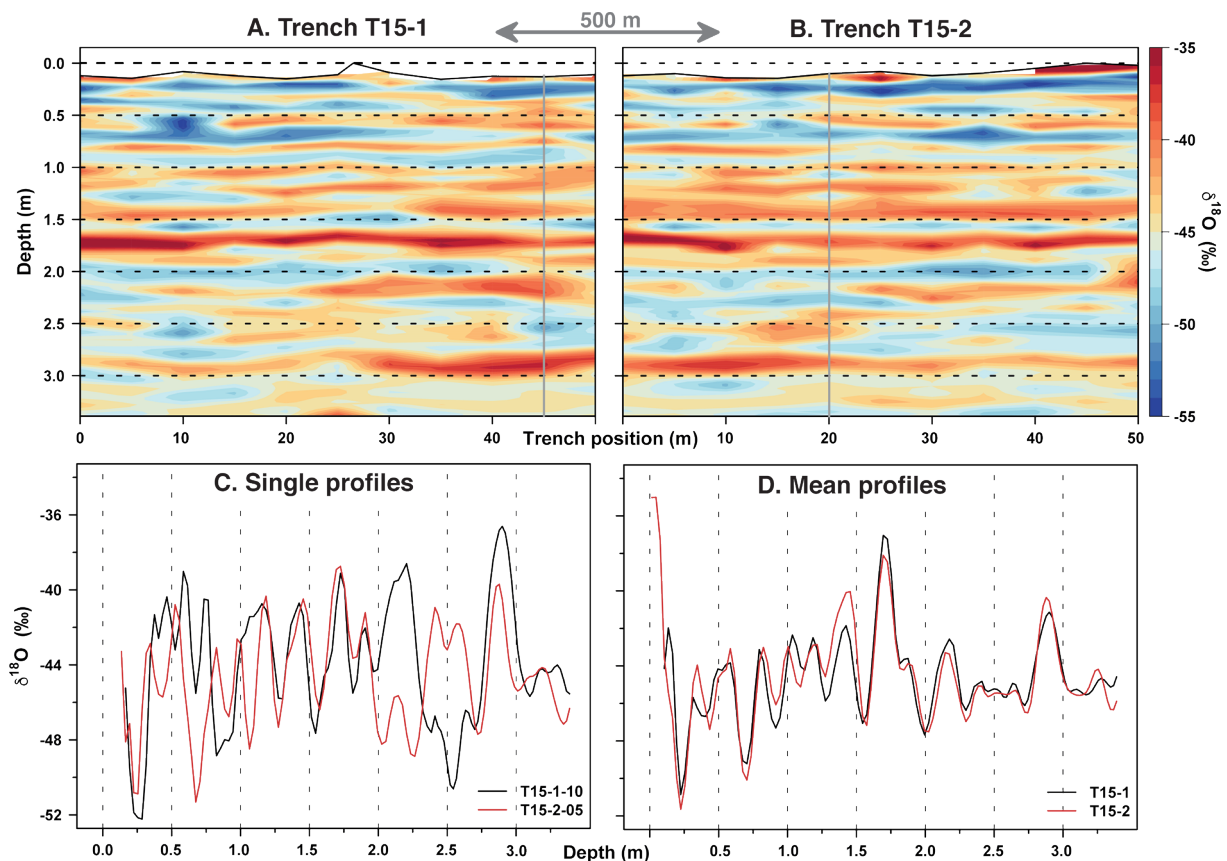 A. Trench T15-1
500 m
B. Trench T15-2
0.0
0.5
1.0
1.5
2.0
2.5
3.0
Depth (m)
-35
-40
-45
-50
-55
δ18O (‰)
0 10 20 30 40
Trench position (m)
0 10 20 30 40 50
C. Single profiles
D. Mean profiles
-36
-40
-44
-48
-52
δ18O (‰)
T15-1-10
T15-2-05
T15-1
T15-2
0.0 0.5 1.0 1.5 2.0 2.5 3.0
Depth (m)
0.0 0.5 1.0 1.5 2.0 2.5 3.0